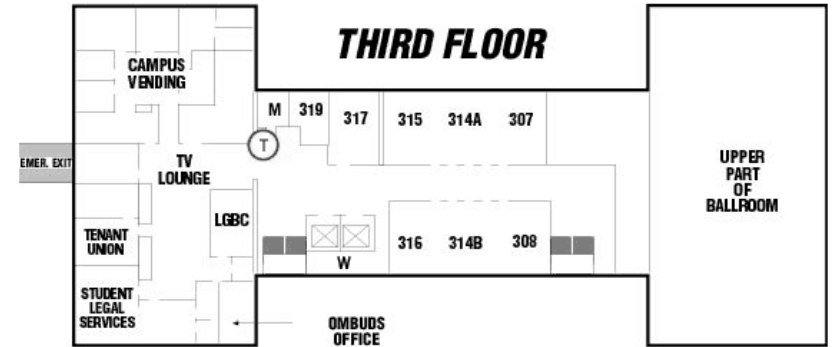 THIRD FLOOR
CAMPUS
VENDING
M
319
317
315
314A
307
T
EMER. EXIT
TV
LOUNGE
UPPER
PART
OF
BALLROOM
LGBC
TENANT
UNION
316
314B
308
W
STUDENT
LEGAL
SERVICES
OMBUDS
OFFICE